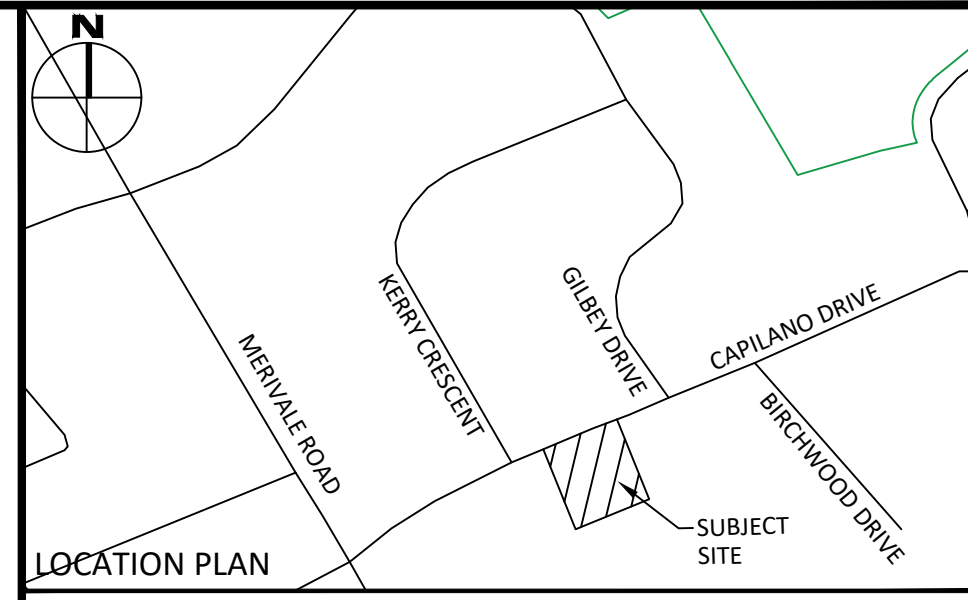 N
KERRY CRESCENT
GILBEY DRIVE
CAPILANO DRIVE
MERIVALE ROAD
BIRCHWOOD DRIVE
SUBJECT
SITE
LOCATION PLAN